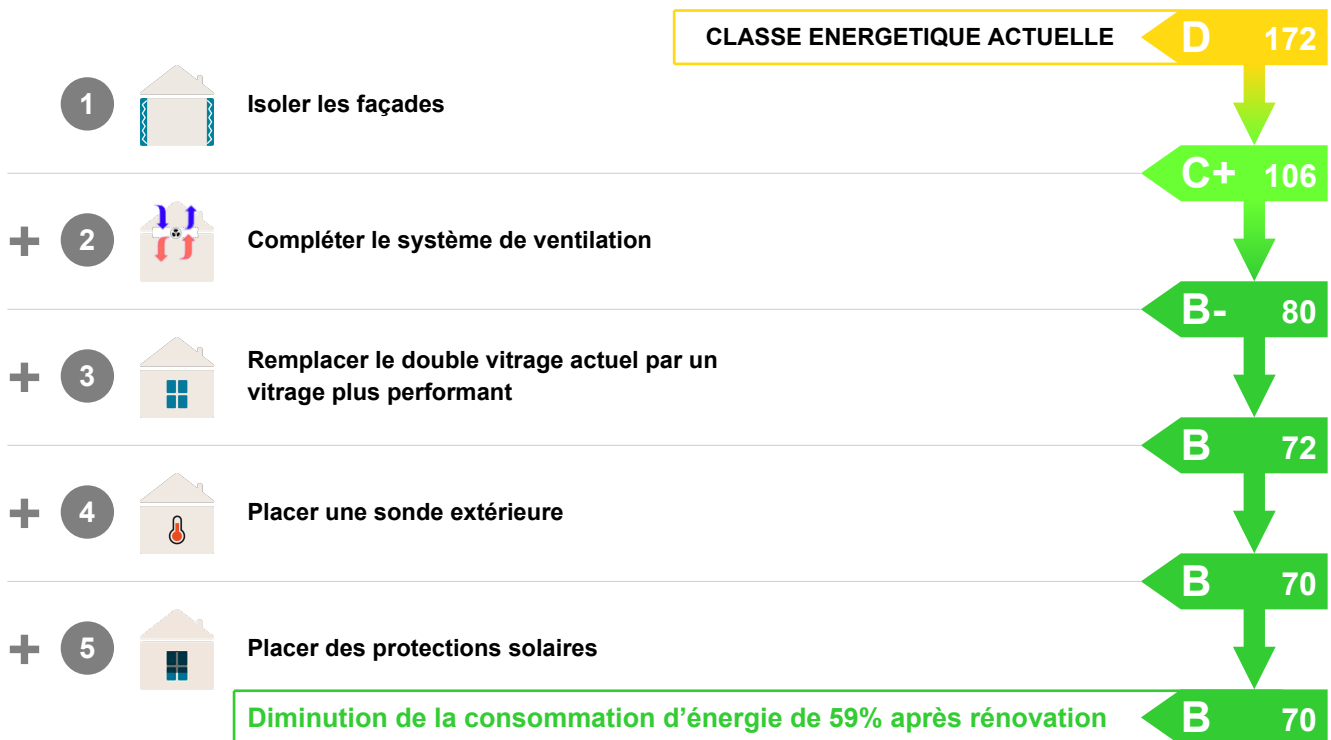 CLASSE ENERGETIQUE ACTUELLE D 172
1 Isoler les façades
C+ 106
+ 2 Compléter le système de ventilation
B- 80
+ 3 Remplacer le double vitrage actuel par un
vitrage plus performant
B 72
+ 4 Placer une sonde extérieure
B 70
+ 5 Placer des protections solaires
Diminution de la consommation d’énergie de 59% après rénovation B 70